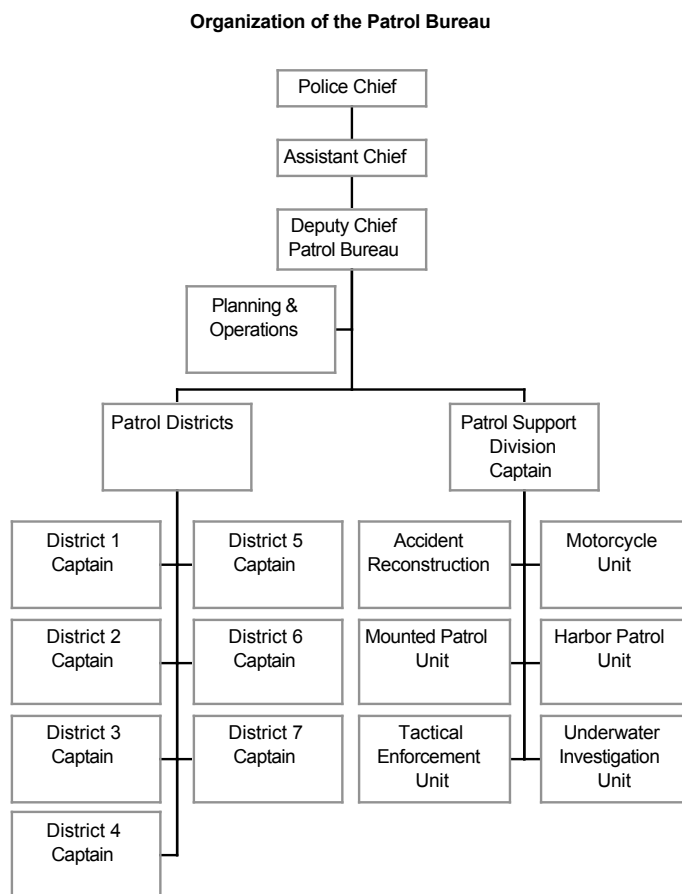 Organization of the Patrol Bureau
Police Chief
Assistant Chief
Deputy Chief
Patrol Bureau
Planning &
Operations
Patrol Districts
Patrol Support
Division
Captain
District 1
Captain
District 5
Captain
Accident
Reconstruction
Motorcycle
Unit
District 2
Captain
District 6
Captain
Mounted Patrol
Unit
Harbor Patrol
Unit
District 3
Captain
District 7
Captain
Tactical
Enforcement
Unit
Underwater
Investigation
Unit
District 4
Captain